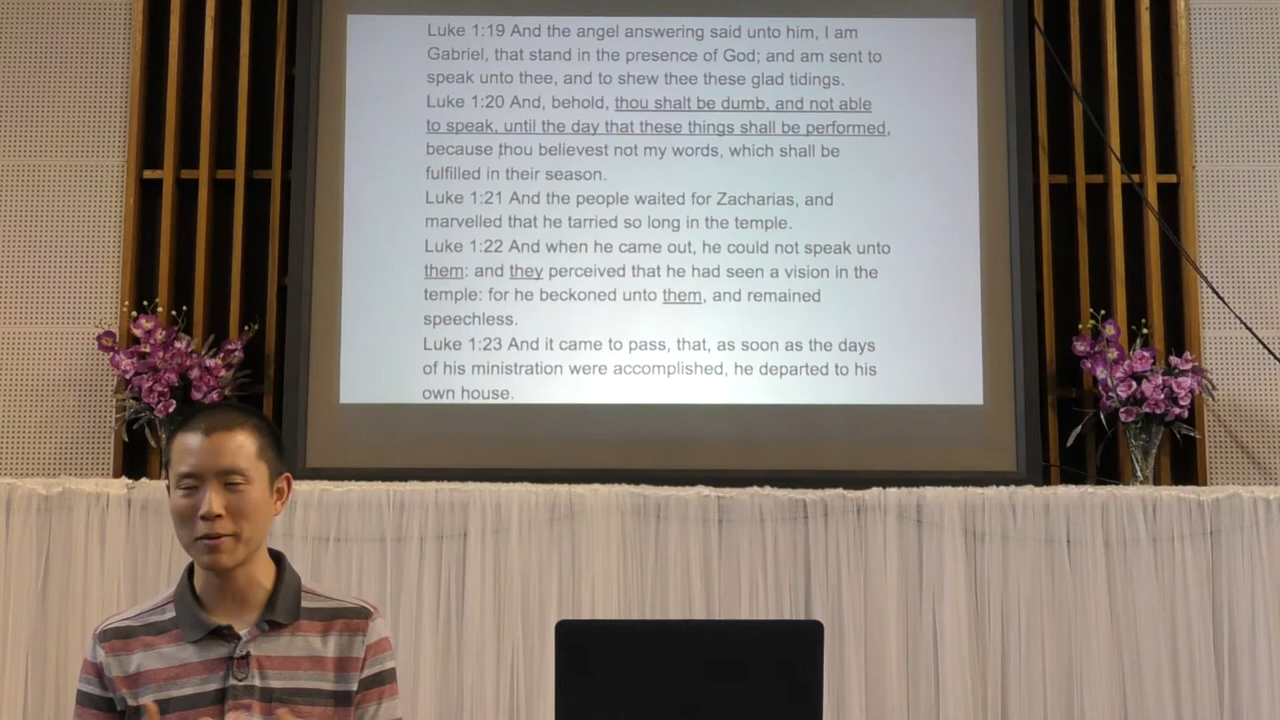 Luke 1:19 And the angel answering said unto him, I am
Gabriel, that stand in the presence of God; and am sent to
speak unto thee, and to shew thee these glad tidings.
Luke 1:20 And, behold, thou shalt be dumb, and not able
to speak, until the day that these things shall be performed,
because thou believest not my words, which shall be
fulfilled in their season.
Luke 1:21 And the people waited for Zacharias, and
marvelled that he tarried so long in the temple.
Luke 1:22 And when he came out, he could not speak unto
them: and they perceived that he had seen a vision in the
temple: for he beckoned unto them, and remained
speechless.
Luke 1:23 And it came to pass, that, as soon as the days
of his ministration were accomplished, he departed to his
own house.